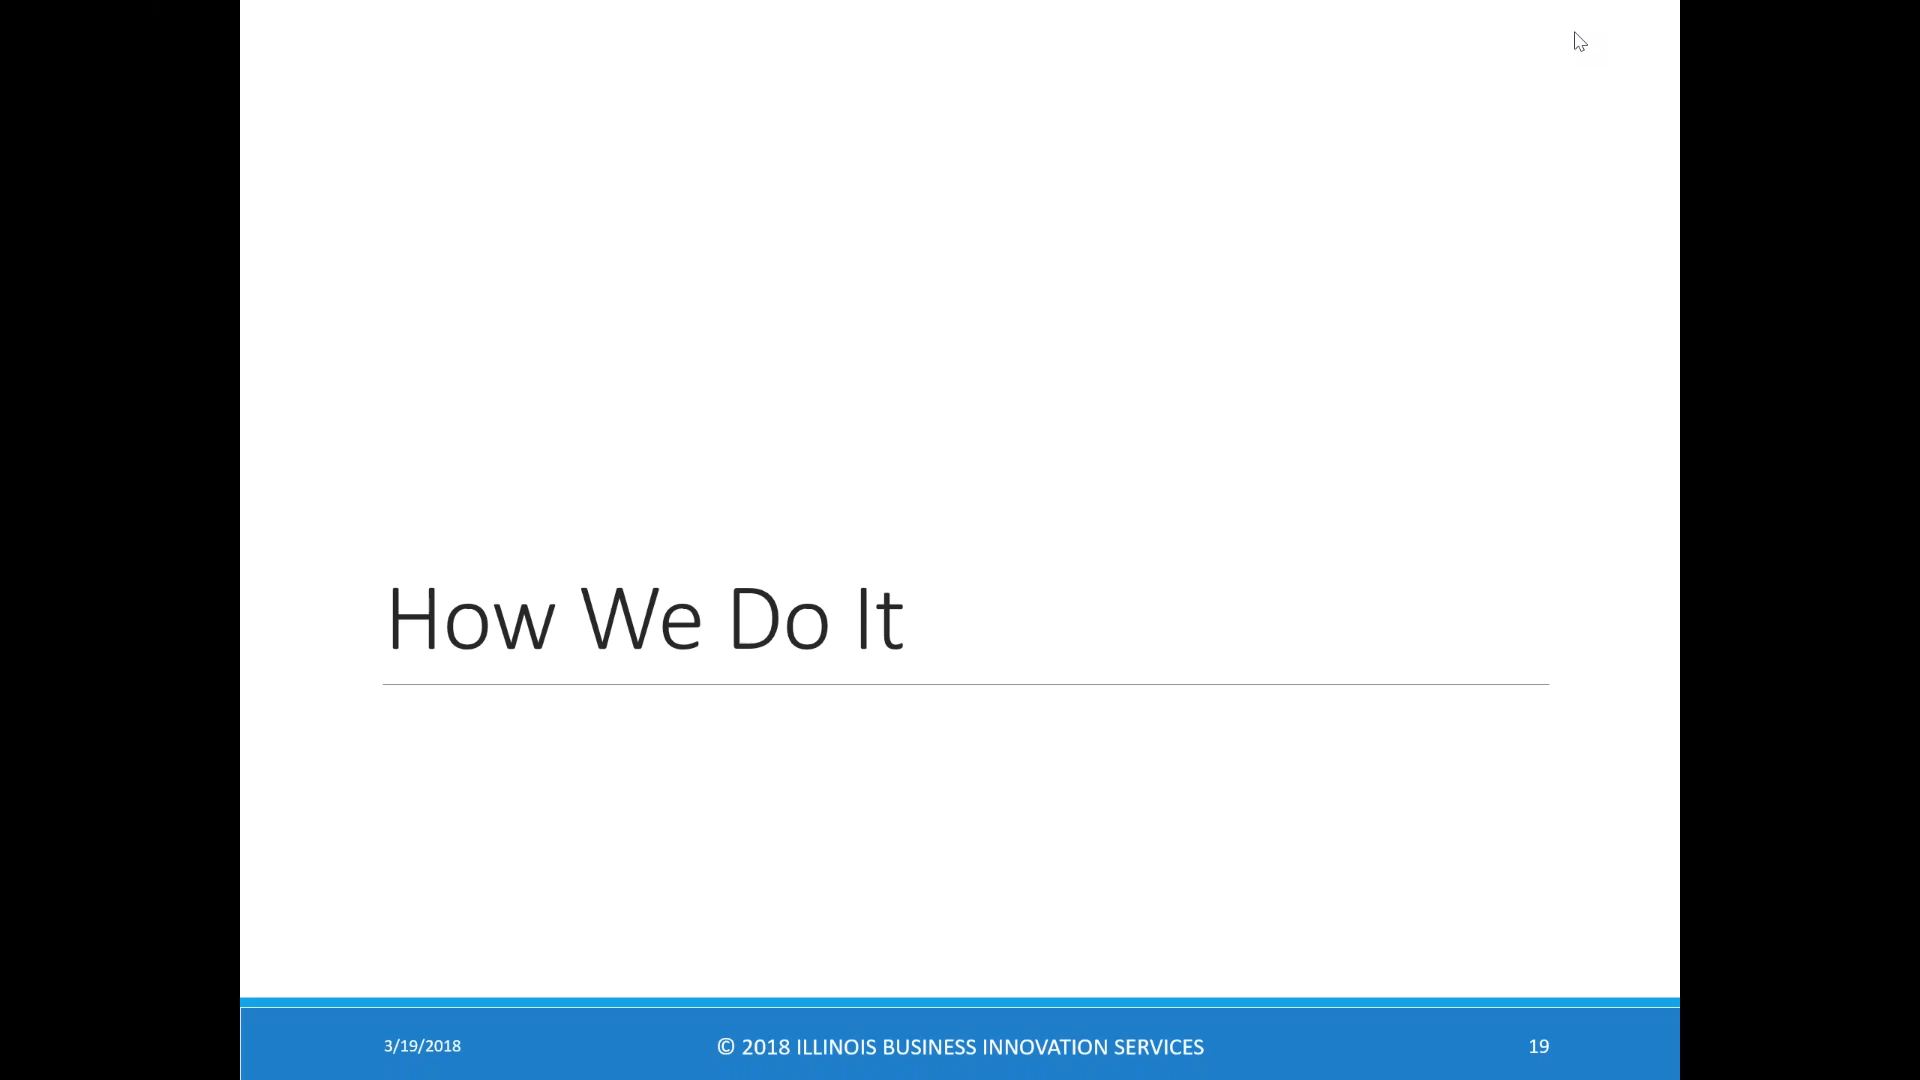 How We Do It
3/19/2018
© 2018 ILLINOIS BUSINESS INNOVATION SERVICES
19